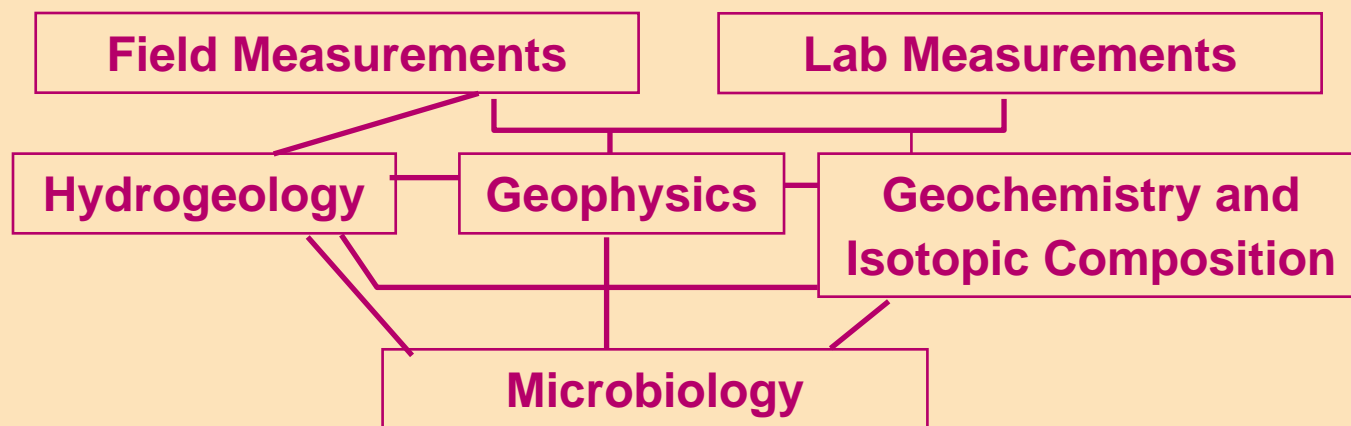 Field Measurements
Lab Measurements
Hydrogeology
Geophysics
Geochemistry and
Isotopic Composition
Microbiology